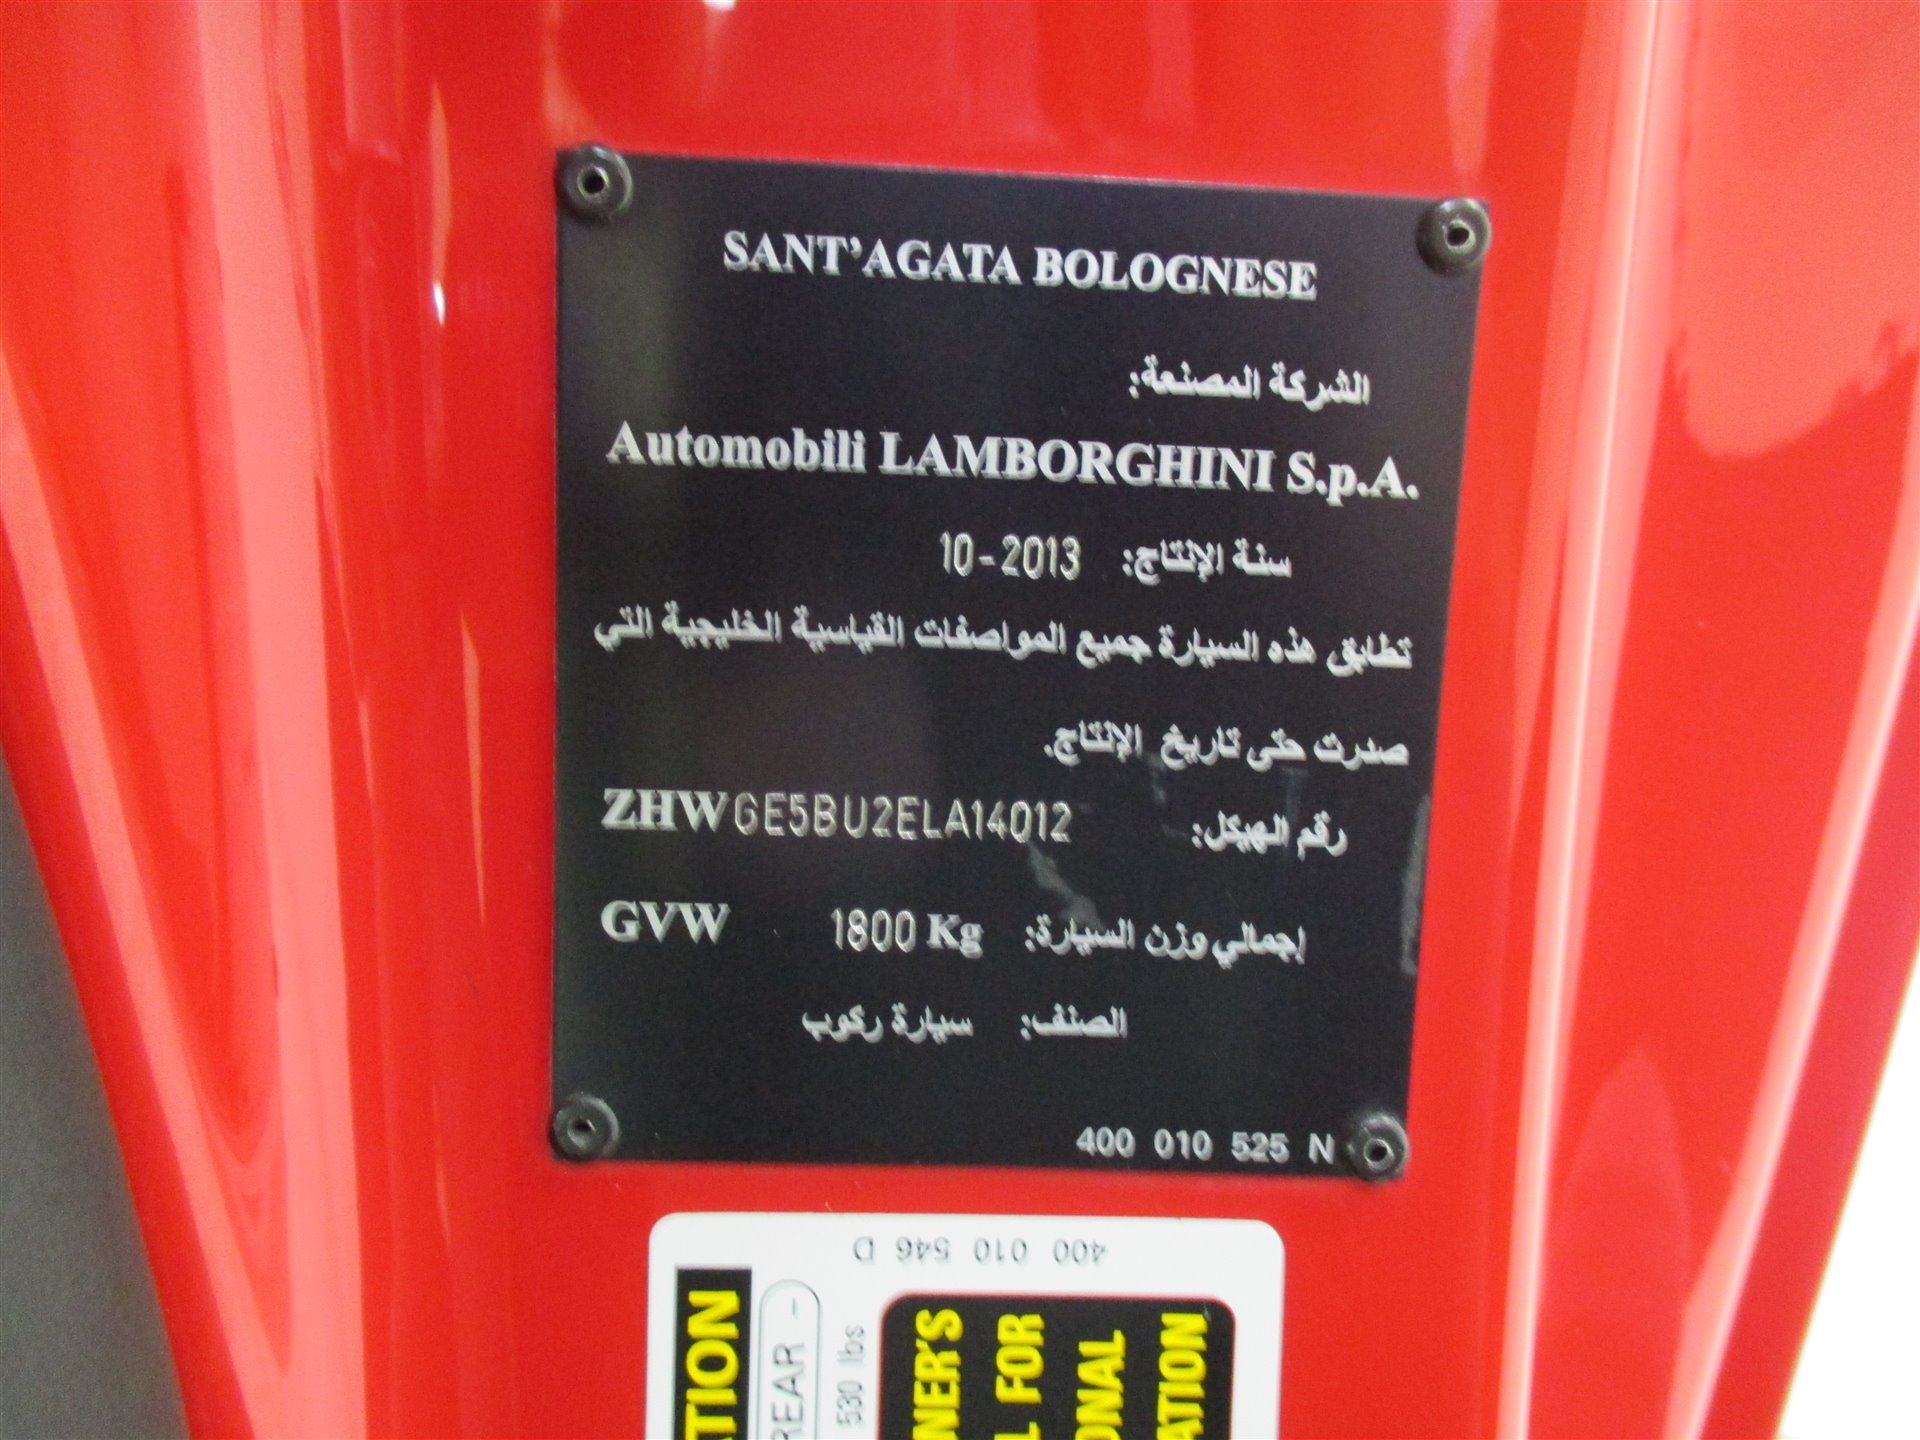 SANT'AGATA BOLOGNESE
الشركة المصنعة:
Automobili LAMBORGHINI S.p.A.
سنة الإنتاج: 10-2013
تطابق هذه السيارة جميع المواصفات القياسية الخليجية التي
صدرت حتى تاريخ الإنتاج.
رقم الهيكل: ZHWGE5BU2ELA14012
إجمالي وزن السيارة: 1800 Kg GVW
الصنف: سيارة ركوب
400 010 525 N
400 010 546 D
REAR -
530 lbs
FOR